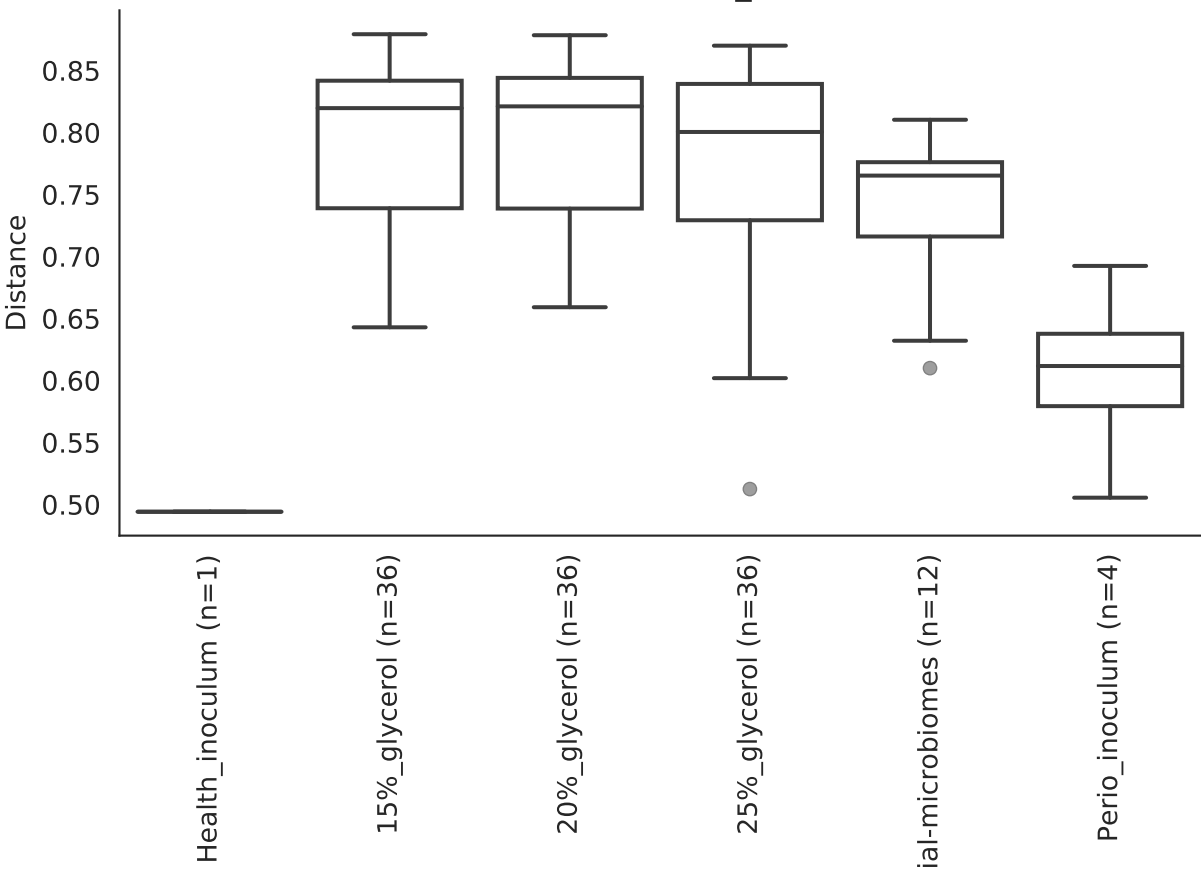 0.85
0.80
0.75
0.70
0.65
0.60
0.55
0.50
Distance
Health_inoculum (n=1)
15%_glycerol (n=36)
20%_glycerol (n=36)
25%_glycerol (n=36)
ial-microbiomes (n=12)
Perio_inoculum (n=4)